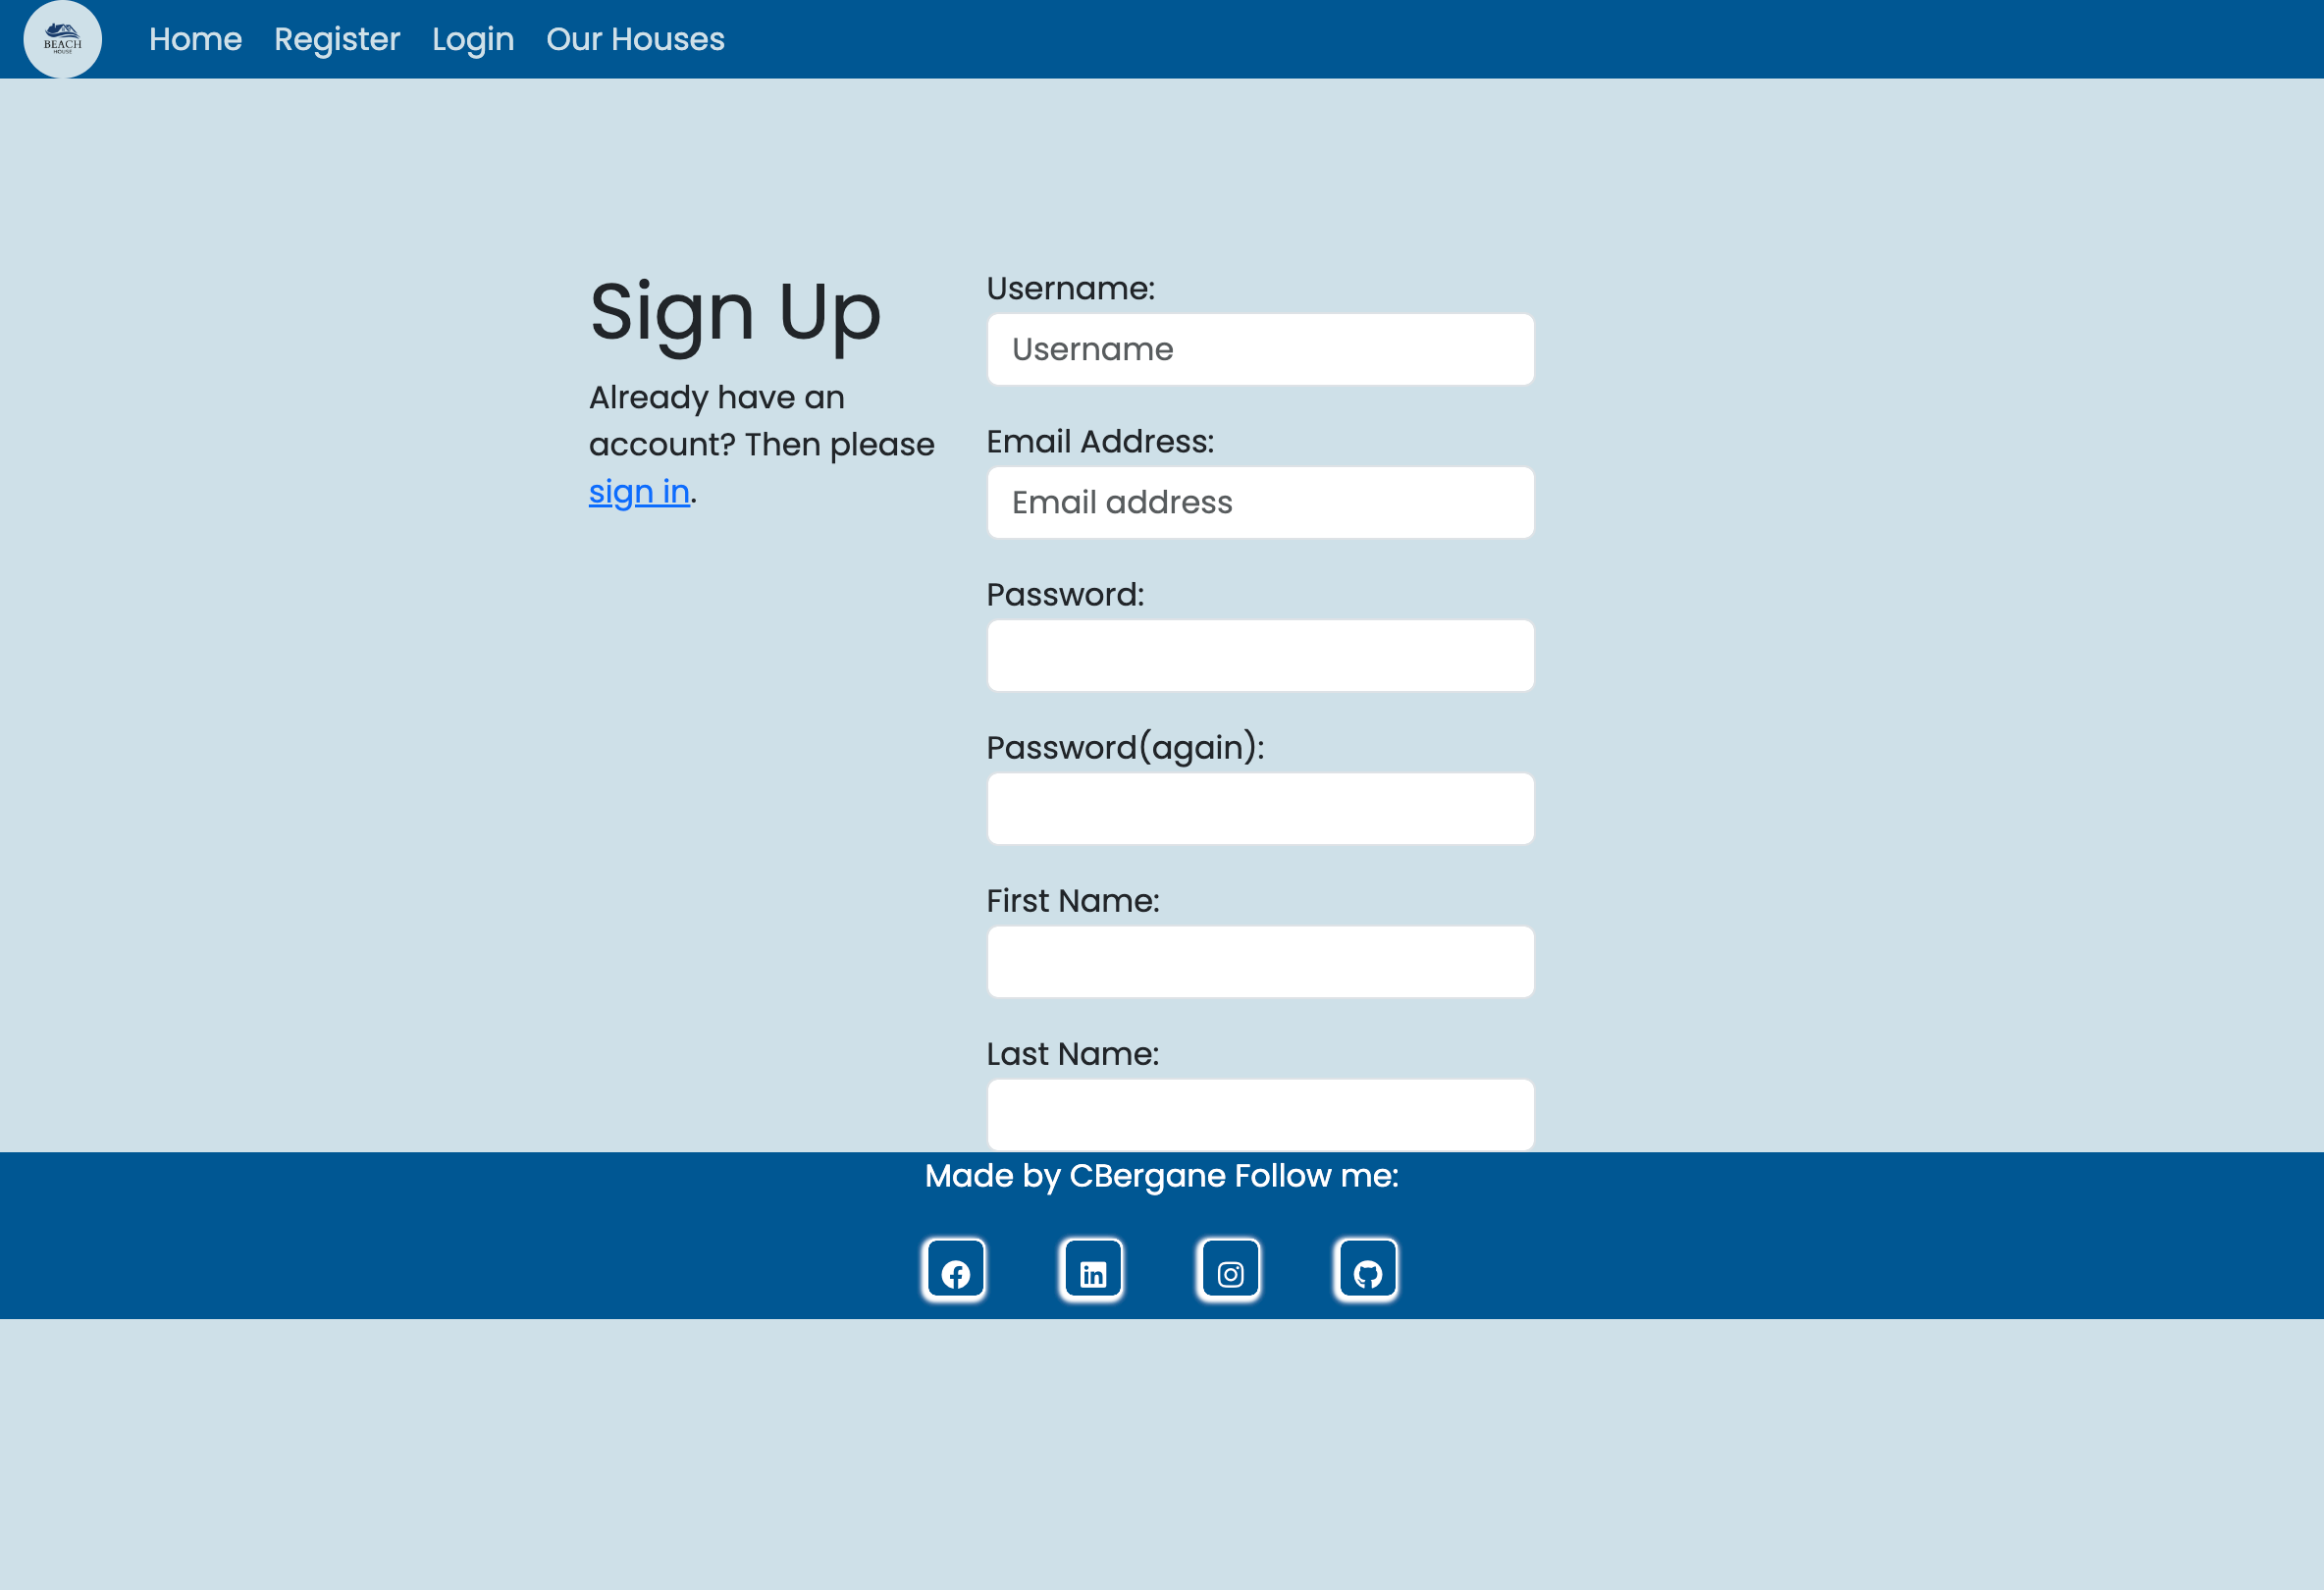 BEACH
HOUSE
Home Register Login Our Houses
Sign Up
Already have an
account? Then please
sign in.
Username:
Username
Email Address:
Email address
Password:
Password(again):
First Name:
Last Name:
Made by CBergane Follow me: